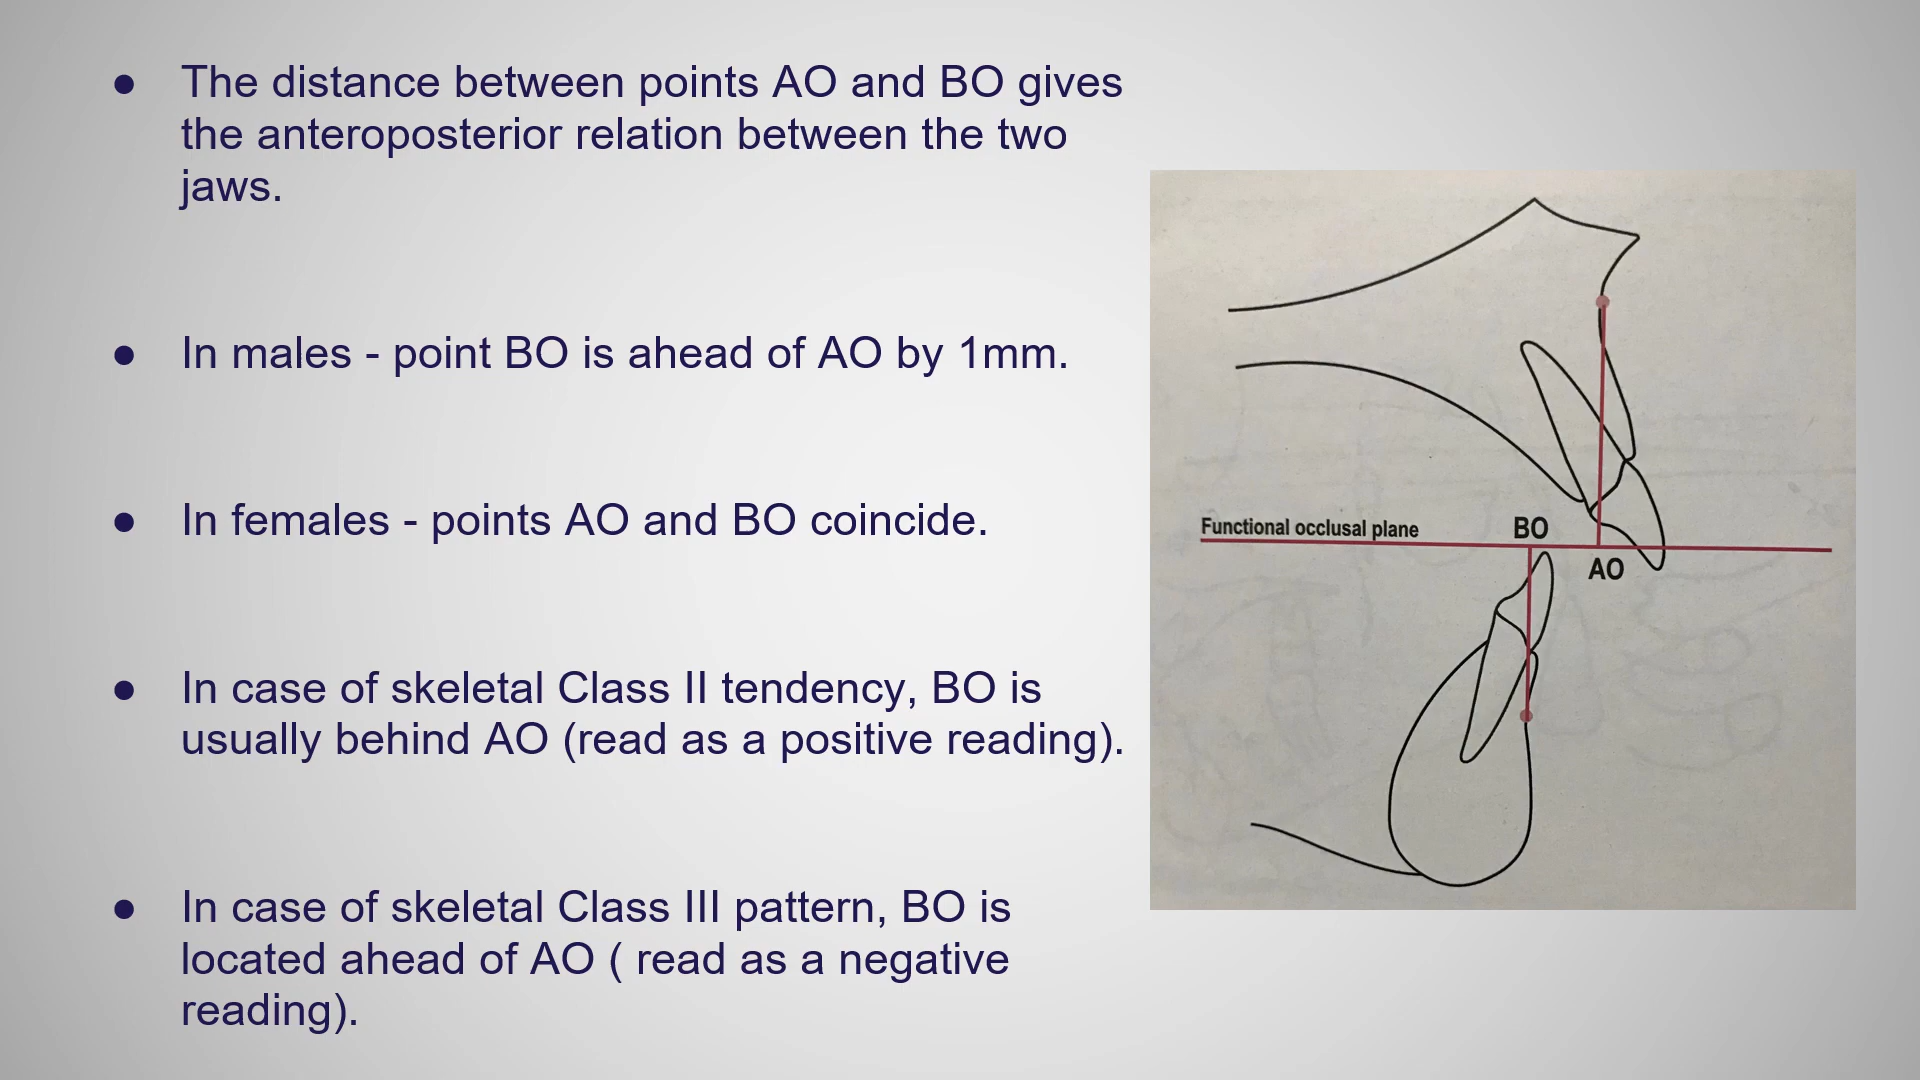 ● The distance between points AO and BO gives
the anteroposterior relation between the two
jaws.
● In males - point BO is ahead of AO by 1mm.
● In females - points AO and BO coincide.
● In case of skeletal Class II tendency, BO is
usually behind AO (read as a positive reading).
● In case of skeletal Class III pattern, BO is
located ahead of AO ( read as a negative
reading).
Functional occlusal plane
BO
AO